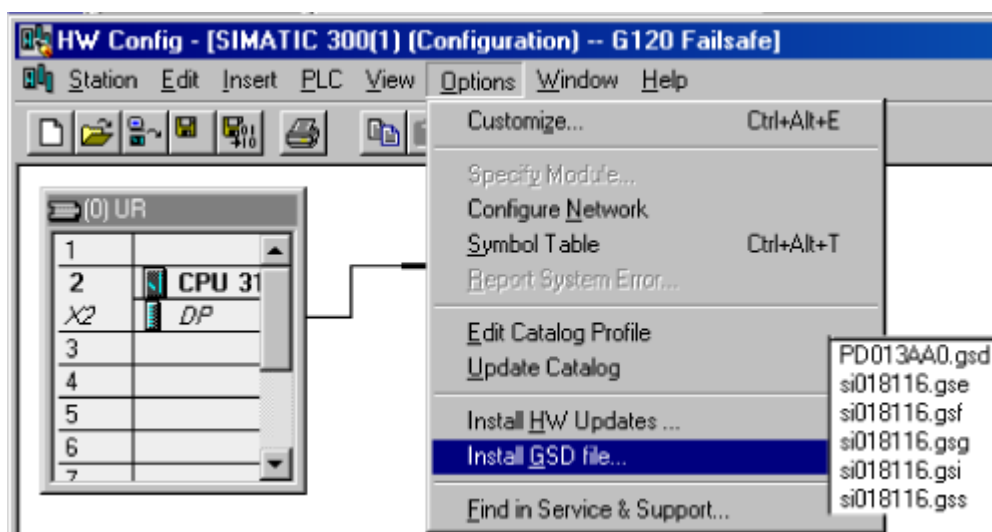 HW Config - [SIMATIC 300(1) (Configuration) -- G120 Failsafe]
Station Edit Insert PLC View Options Window Help
Customize... Ctrl+Alt+E
Specify Module...
Configure Network
Symbol Table Ctrl+Alt+T
Report System Error...
Edit Catalog Profile
Update Catalog
Install HW Updates ...
Install GSD file...
Find in Service & Support...
(0) UR
1
2 CPU 31
X2 DP
3
4
5
6
7
PD013AA0.gsd
si018116.gse
si018116.gsf
si018116.gsg
si018116.gsi
si018116.gss